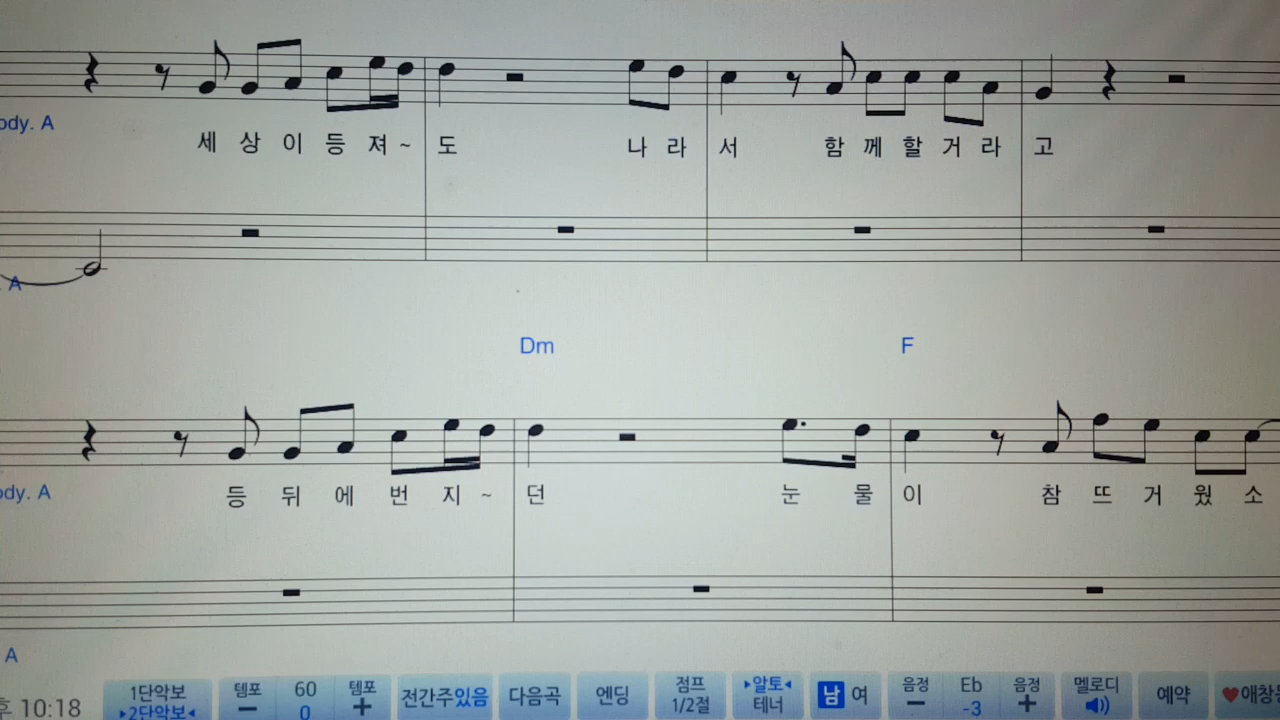 ody. A
세 상 이 등 져 ~ 도 나 라 서 함 께 할 거 라 고
A
Dm F
ody. A
등 뒤 에 번 지 ~ 던 눈 물 이 참 뜨 거 웠 소
A
후 10:18
1단악보
▶2단악보◀
템포 −
60
0
템포 +
전간주있음
다음곡
엔딩
점프
1/2절
▶알토◀
테너
남 여
음정 −
Eb
-3
음정 +
멜로디
예약
♥애창